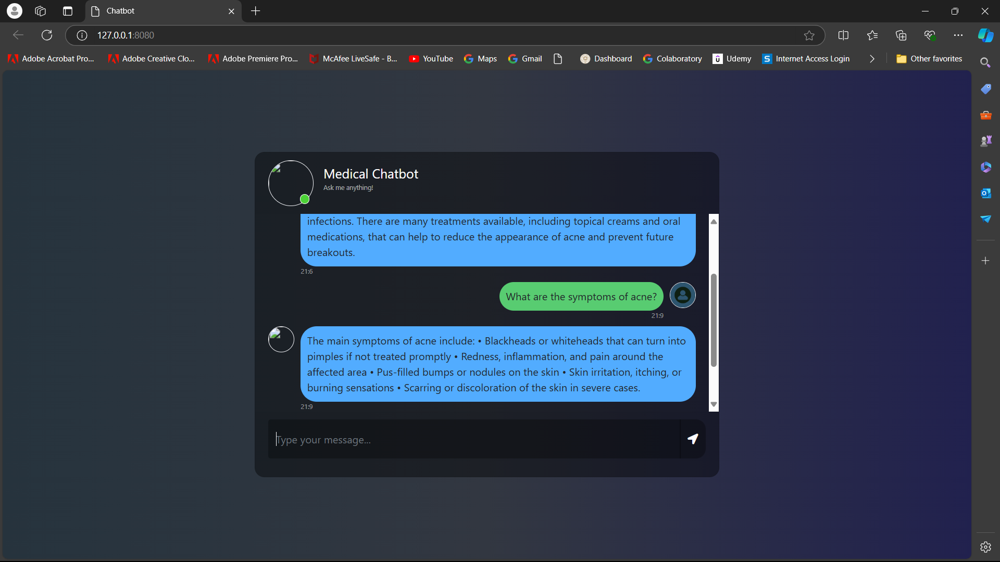 Chatbot
127.0.0.1:8080
Adobe Acrobat Pro...
Adobe Creative Clo...
Adobe Premiere Pro...
McAfee LiveSafe - B...
YouTube
Maps
Gmail
Dashboard
Colaboratory
Udemy
Internet Access Login
Other favorites
Medical Chatbot
Ask me anything!
infections. There are many treatments available, including topical creams and oral
medications, that can help to reduce the appearance of acne and prevent future
breakouts.
21:6
What are the symptoms of acne?
21:9
The main symptoms of acne include: • Blackheads or whiteheads that can turn into
pimples if not treated promptly • Redness, inflammation, and pain around the
affected area • Pus-filled bumps or nodules on the skin • Skin irritation, itching, or
burning sensations • Scarring or discoloration of the skin in severe cases.
21:9
Type your message...